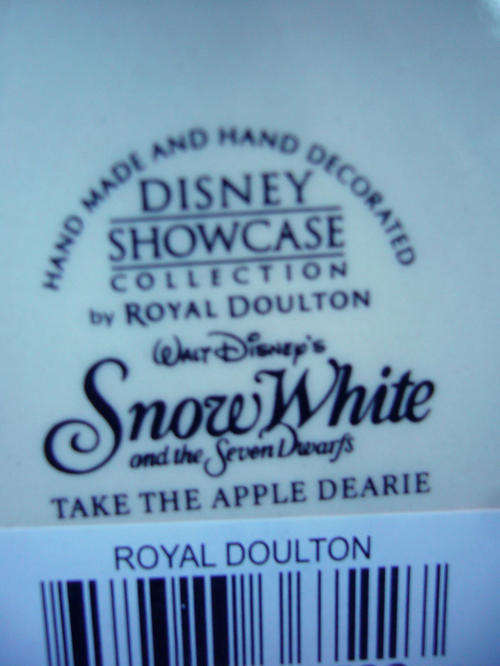 HAND MADE AND HAND DECORATED
DISNEY
SHOWCASE
COLLECTION
by ROYAL DOULTON
Walt Disney's
Snow White
and the Seven Dwarfs
TAKE THE APPLE DEARIE
ROYAL DOULTON